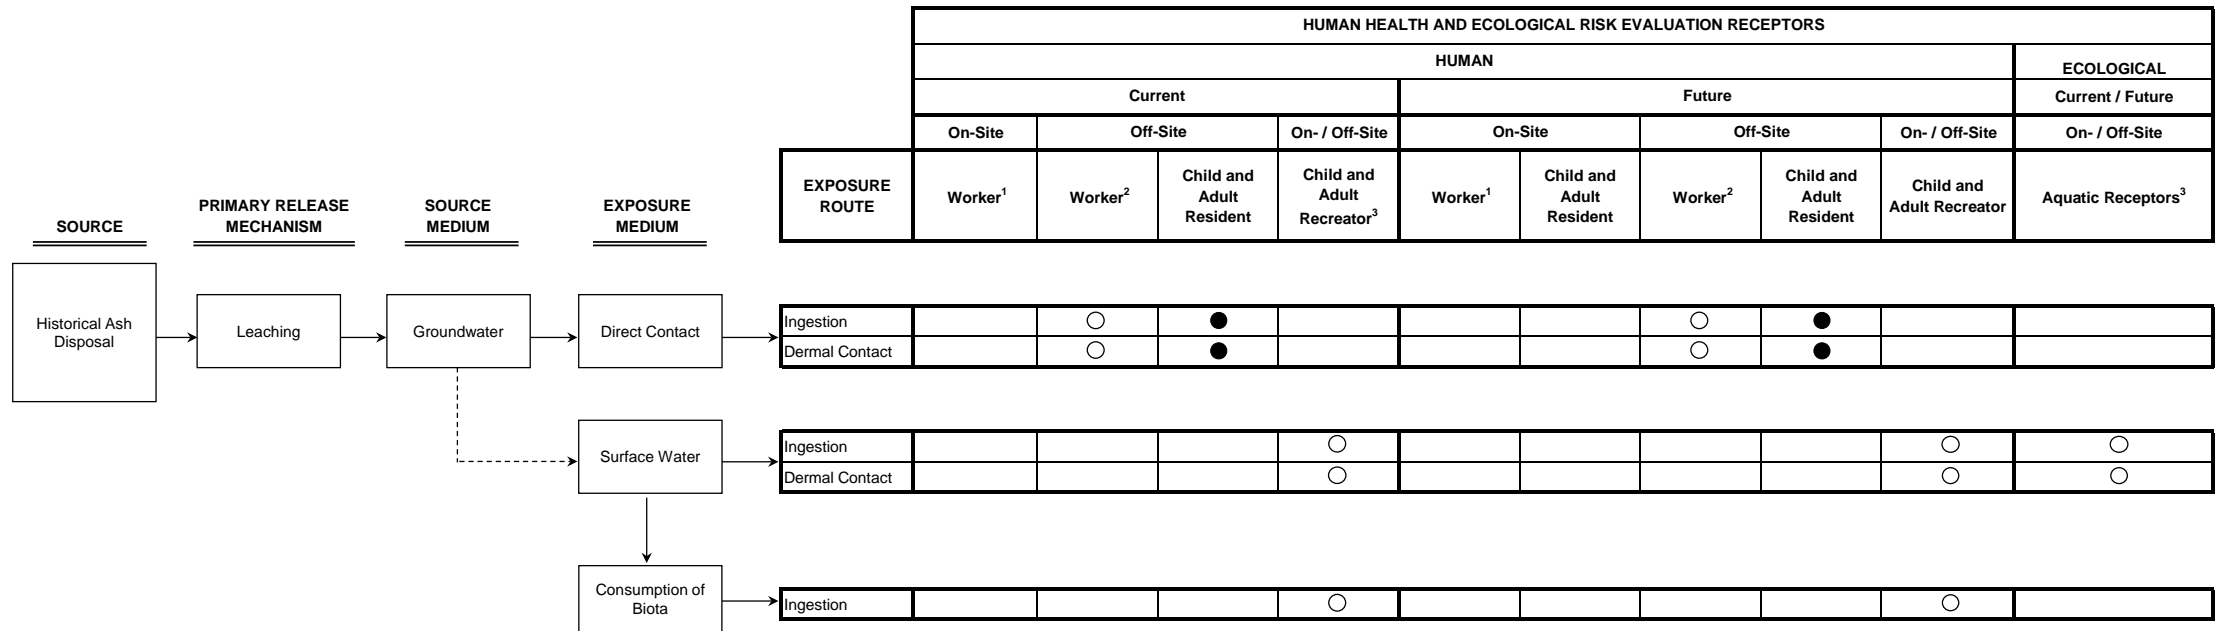 HUMAN HEALTH AND ECOLOGICAL RISK EVALUATION RECEPTORS
HUMAN
ECOLOGICAL
Current
Future
Current / Future
On-Site
Off-Site
On- / Off-Site
On-Site
Off-Site
On- / Off-Site
On- / Off-Site
EXPOSURE
ROUTE
Worker1
Worker2
Child and
Adult
Resident
Child and
Adult
Recreator3
Worker1
Child and
Adult
Resident
Worker2
Child and
Adult
Resident
Child and
Adult Recreator
Aquatic Receptors3
SOURCE
PRIMARY RELEASE
MECHANISM
SOURCE
MEDIUM
EXPOSURE
MEDIUM
Historical Ash
Disposal
Leaching
Groundwater
Direct Contact
Ingestion
Dermal Contact
Surface Water
Ingestion
Dermal Contact
Consumption of
Biota
Ingestion